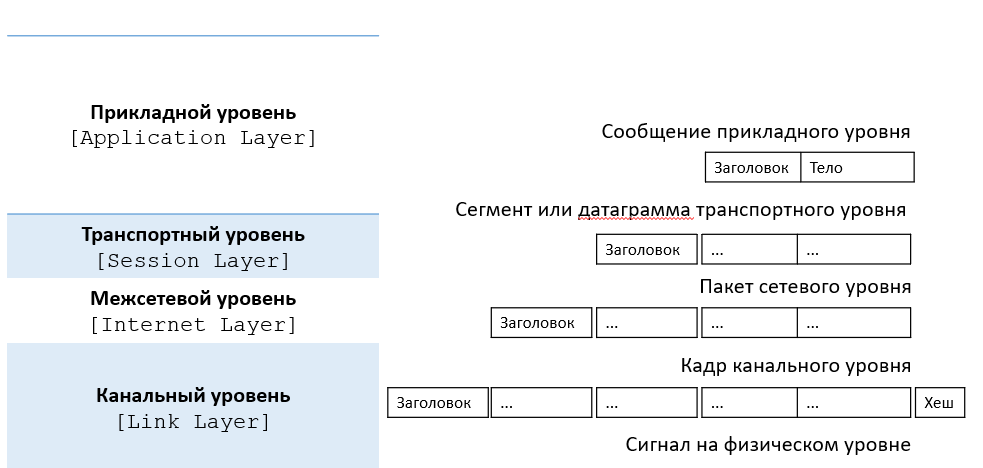 Прикладной уровень
[Application Layer]
Сообщение прикладного уровня
Заголовок Тело
Сегмент или датаграмма транспортного уровня
Транспортный уровень
[Session Layer]
Заголовок ... ...
Пакет сетевого уровня
Межсетевой уровень
[Internet Layer]
Заголовок ... ... ...
Кадр канального уровня
Канальный уровень
[Link Layer]
Заголовок ... ... ... ... Хеш
Сигнал на физическом уровне